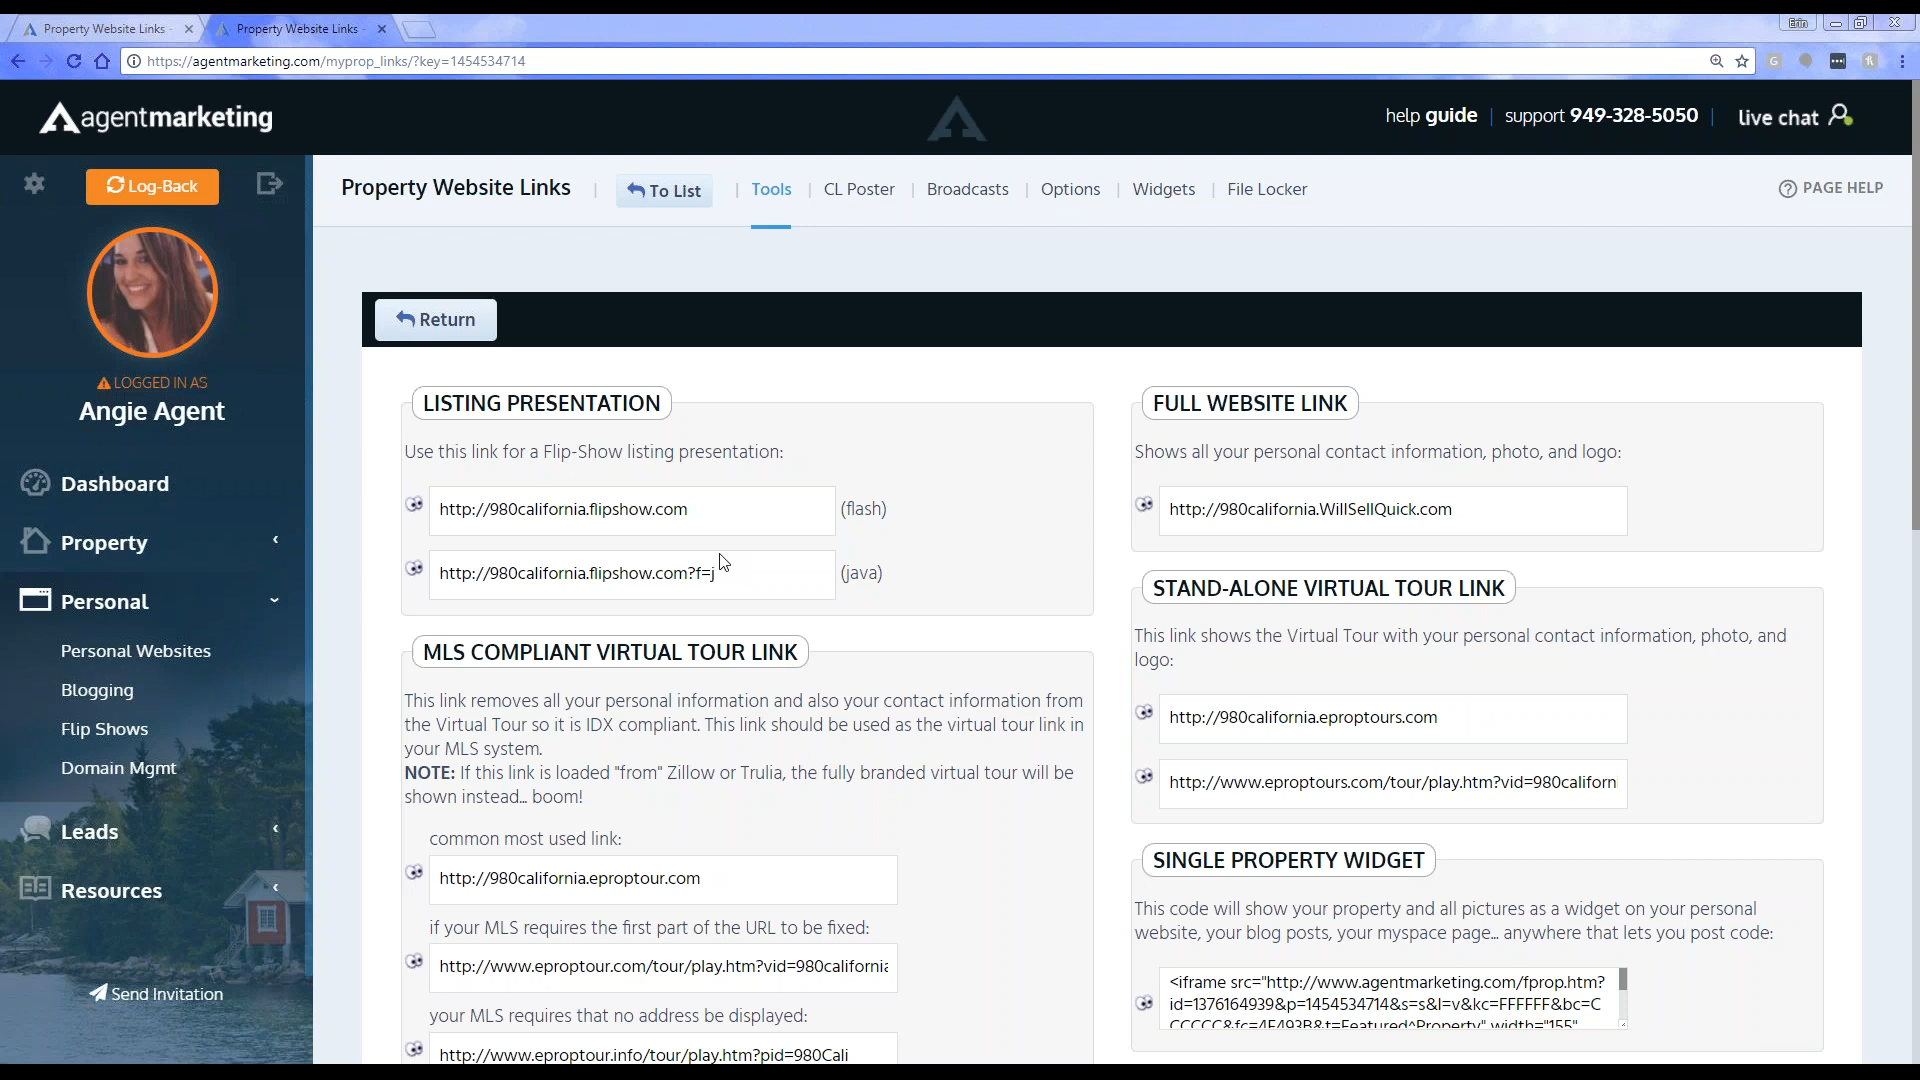 Property Website Links
Property Website Links
Erin
https://agentmarketing.com/myprop_links/?key=1454534714
agentmarketing
help guide
support 949-328-5050
live chat
Log-Back
Property Website Links
To List
Tools
CL Poster
Broadcasts
Options
Widgets
File Locker
PAGE HELP
LOGGED IN AS
Angie Agent
Dashboard
Property
Personal
Personal Websites
Blogging
Flip Shows
Domain Mgmt
Leads
Resources
Send Invitation
Return
LISTING PRESENTATION
Use this link for a Flip-Show listing presentation:
http://980california.flipshow.com
(flash)
http://980california.flipshow.com?f=j
(java)
MLS COMPLIANT VIRTUAL TOUR LINK
This link removes all your personal information and also your contact information from
the Virtual Tour so it is IDX compliant. This link should be used as the virtual tour link in
your MLS system.
NOTE: If this link is loaded "from" Zillow or Trulia, the fully branded virtual tour will be
shown instead... boom!
common most used link:
http://980california.eproptour.com
if your MLS requires the first part of the URL to be fixed:
http://www.eproptour.com/tour/play.htm?vid=980california
your MLS requires that no address be displayed:
http://www.eproptour.info/tour/play.htm?pid=980Cali
FULL WEBSITE LINK
Shows all your personal contact information, photo, and logo:
http://980california.WillSellQuick.com
STAND-ALONE VIRTUAL TOUR LINK
This link shows the Virtual Tour with your personal contact information, photo, and
logo:
http://980california.eproptours.com
http://www.eproptours.com/tour/play.htm?vid=980californi
SINGLE PROPERTY WIDGET
This code will show your property and all pictures as a widget on your personal
website, your blog posts, your myspace page... anywhere that lets you post code:
<iframe src="http://www.agentmarketing.com/fprop.htm?
id=1376164939&p=1454534714&s=s&l=v&kc=FFFFFF&bc=C
CCCCC&fc=4F493B&t=Featured^Property" width="155"